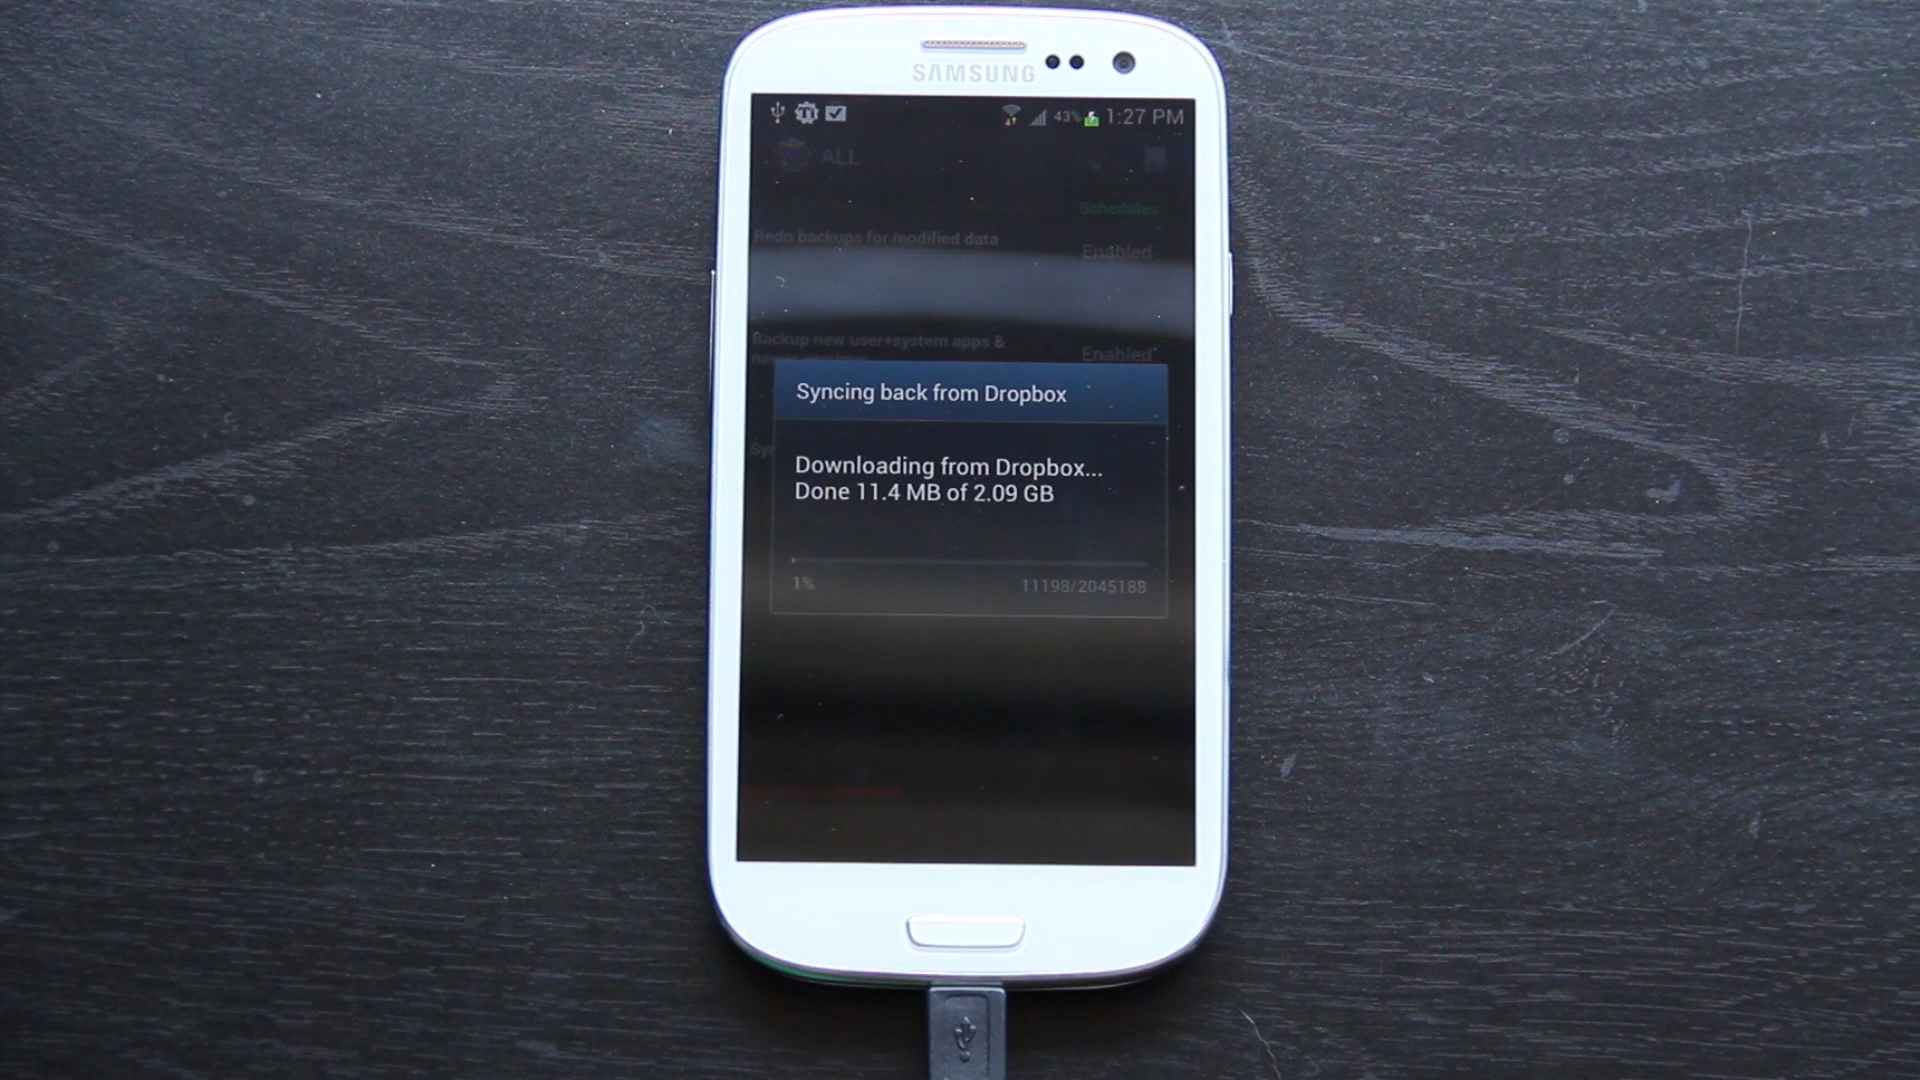 SAMSUNG
43% 1:27 PM
ALL
Schedules
Redo backups for modified data
Enabled
Backup new user+system apps &
Enabled
Syncing back from Dropbox
Downloading from Dropbox...
Done 11.4 MB of 2.09 GB
1% 11198/2045188